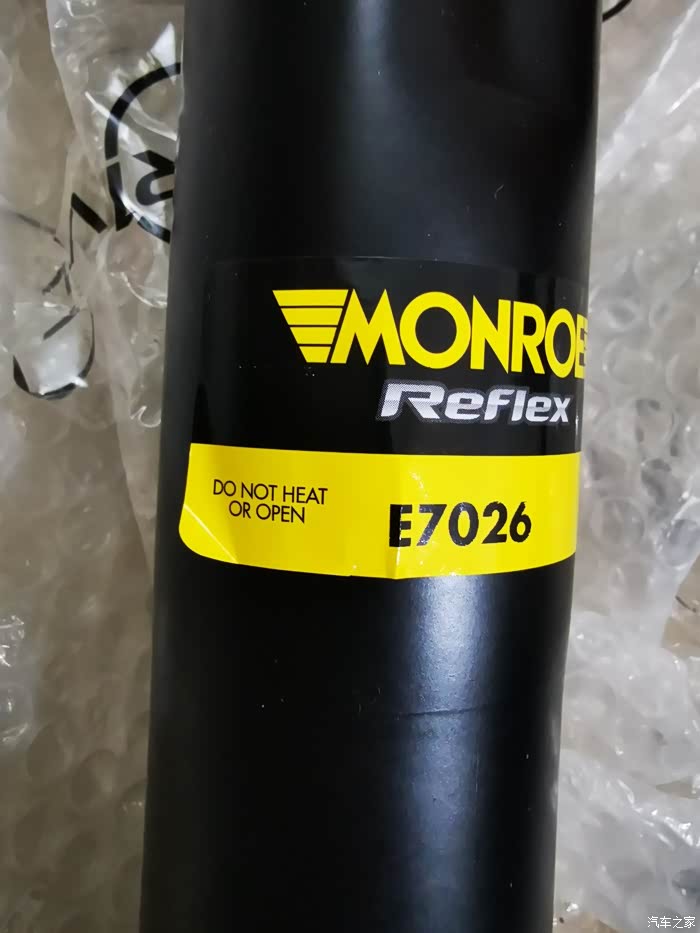 MONROE
Reflex
DO NOT HEAT
OR OPEN
E7026
汽车之家